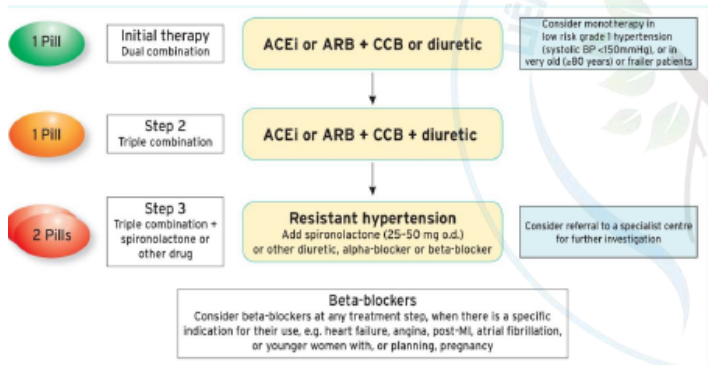 1 Pill
Initial therapy
Dual combination
ACEi or ARB + CCB or diuretic
Consider monotherapy in
low risk grade 1 hypertension
(systolic BP <150mmHg), or in
very old (≥80 years) or frailer patients
1 Pill
Step 2
Triple combination
ACEi or ARB + CCB + diuretic
2 Pills
Step 3
Triple combination +
spironolactone or
other drug
Resistant hypertension
Add spironolactone (25–50 mg o.d.)
or other diuretic, alpha-blocker or beta-blocker
Consider referral to a specialist centre
for further investigation
Beta-blockers
Consider beta-blockers at any treatment step, when there is a specific
indication for their use, e.g. heart failure, angina, post-MI, atrial fibrillation,
or younger women with, or planning, pregnancy